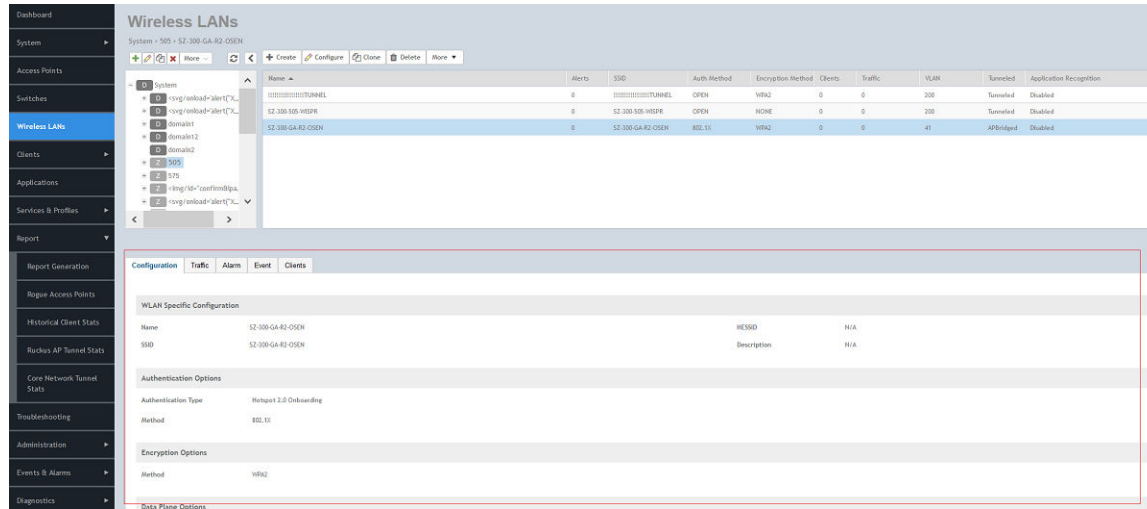 Dashboard
System
Access Points
Switches
Wireless LANs
Clients
Applications
Services & Profiles
Report
Report Generation
Rogue Access Points
Historical Client Stats
Ruckus AP Tunnel Stats
Core Network Tunnel
Stats
Troubleshooting
Administration
Events & Alarms
Diagnostics
Wireless LANs
System > 505 > SZ-300-GA-R2-OSEN
More
Create Configure Clone Delete More
D System
D <svg/onload='alert("X...
D <svg/onload='alert("X...
D domain1
D domain12
D domain2
Z 505
Z 575
Z <img/id="confirm&lpa.
Z <svg/onload='alert("X...
Name Alerts SSID Auth Method Encryption Method Clients Traffic VLAN Tunneled Application Recognition
TUNNEL 0 TUNNEL OPEN WPA2 0 0 200 Tunneled Disabled
SZ-300-505-WISPR 0 SZ-300-505-WISPR OPEN NONE 0 0 200 Tunneled Disabled
SZ-300-GA-R2-OSEN 0 SZ-300-GA-R2-OSEN 802.1X WPA2 0 0 41 APBridged Disabled
Configuration Traffic Alarm Event Clients
WLAN Specific Configuration
Name SZ-300-GA-R2-OSEN HESSID N/A
SSID SZ-300-GA-R2-OSEN Description N/A
Authentication Options
Authentication Type Hotspot 2.0 Onboarding
Method 802.1X
Encryption Options
Method WPA2
Data Plane Options